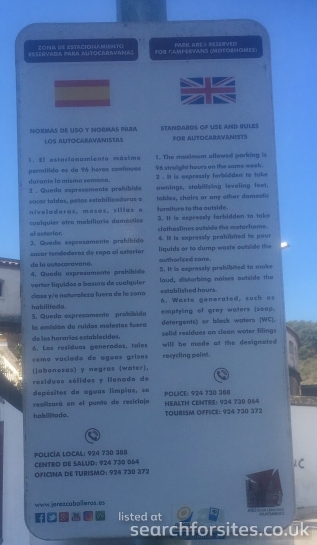 ZONA DE ESTACIONAMIENTO
RESERVADA PARA AUTOCARAVANAS
NORMAS DE USO Y NORMAS PARA
LOS AUTOCARAVANISTAS
1. El estacionamiento máximo
permitido es de 96 horas continuas
durante la misma semana.
2 . Queda expresamente prohibido
sacar toldos, patas estabilizadoras o
niveladoras, mesas, sillas o
cualquier otro mobiliario doméstico
al exterior.
3. Queda expresamente prohibido
sacar tendederos de ropa al exterior
de la autocaravana.
4. Queda expresamente prohibido
verter líquidos o basura de cualquier
clase y/o naturaleza fuera de la zona
habilitada.
5. Queda expresamente prohibido
la emisión de ruidos molestos fuera
de los horarios establecidos.
6. Los residuos generados, tales
como vaciado de aguas grises
(jabonosas) y negras (water),
residuos sólidos y llenado de
depósitos de aguas limpias, se
realizará en el punto de reciclaje
habilitado.
POLICÍA LOCAL: 924 730 388
CENTRO DE SALUD: 924 730 064
OFICINA DE TURISMO: 924 730 372
www.jerezcaballeros.es
PARK AREA RESERVED
FOR CAMPERVANS (MOTORHOMES)
STANDARDS OF USE AND RULES
FOR AUTOCARAVANISTS
1. The maximum allowed parking is
96 straight hours on the same week.
2 . It is expressly forbidden to take
awnings, stabilising leveling feet,
tables, chairs or any other domestic
furniture to the outside.
3. It is expressly forbidden to take
clotheslines outside the motorhome.
4. It is expressly prohibited to pour
liquids or to dump waste outside the
authorised zone.
5. It is expressly prohibited to make
loud, disturbing noises outside the
established hours.
6. Waste generated, such as
emptying of grey waters (soap,
detergents) or black waters (WC),
solid residues an clean water fillings
will be made at the designated
recycling point.
POLICE: 924 730 388
HEALTH CENTRE: 924 730 064
TOURISM OFFICE: 924 730 372
listed at
searchforsites.co.uk